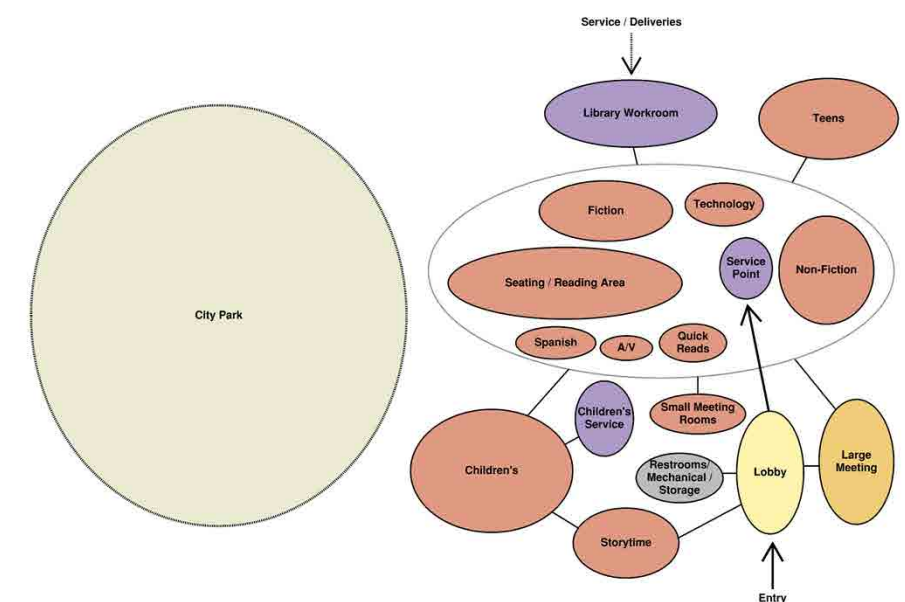 Service / Deliveries
Library Workroom
Teens
Fiction
Technology
Service
Point
Non-Fiction
Seating / Reading Area
City Park
Spanish
A/V
Quick
Reads
Children's
Service
Small Meeting
Rooms
Children's
Restrooms/
Mechanical /
Storage
Lobby
Large
Meeting
Storytime
Entry